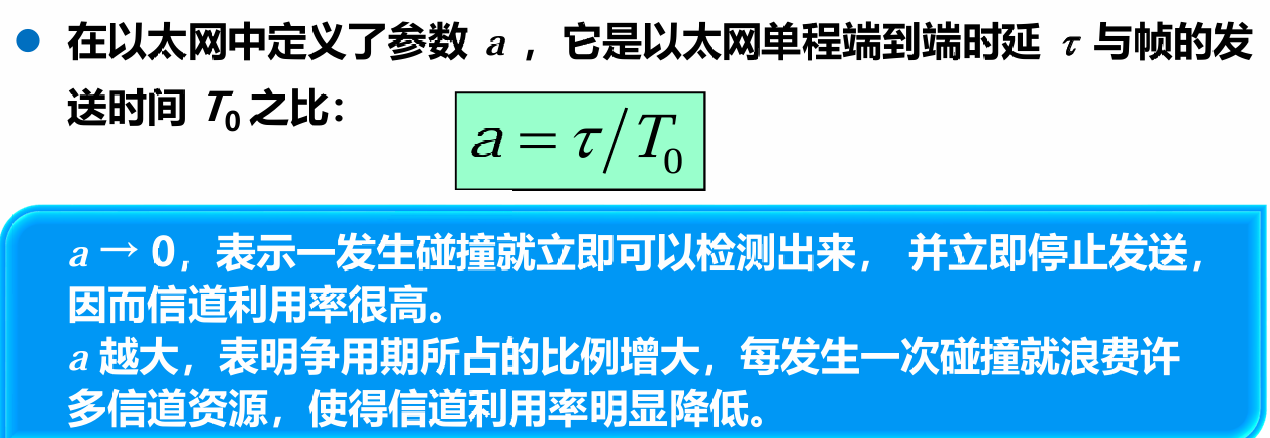 在以太网中定义了参数 a ，它是以太网单程端到端时延 τ 与帧的发
送时间 T₀ 之比：
a = τ/T₀
a → 0，表示一发生碰撞就立即可以检测出来， 并立即停止发送，
因而信道利用率很高。
a 越大，表明争用期所占的比例增大，每发生一次碰撞就浪费许
多信道资源，使得信道利用率明显降低。